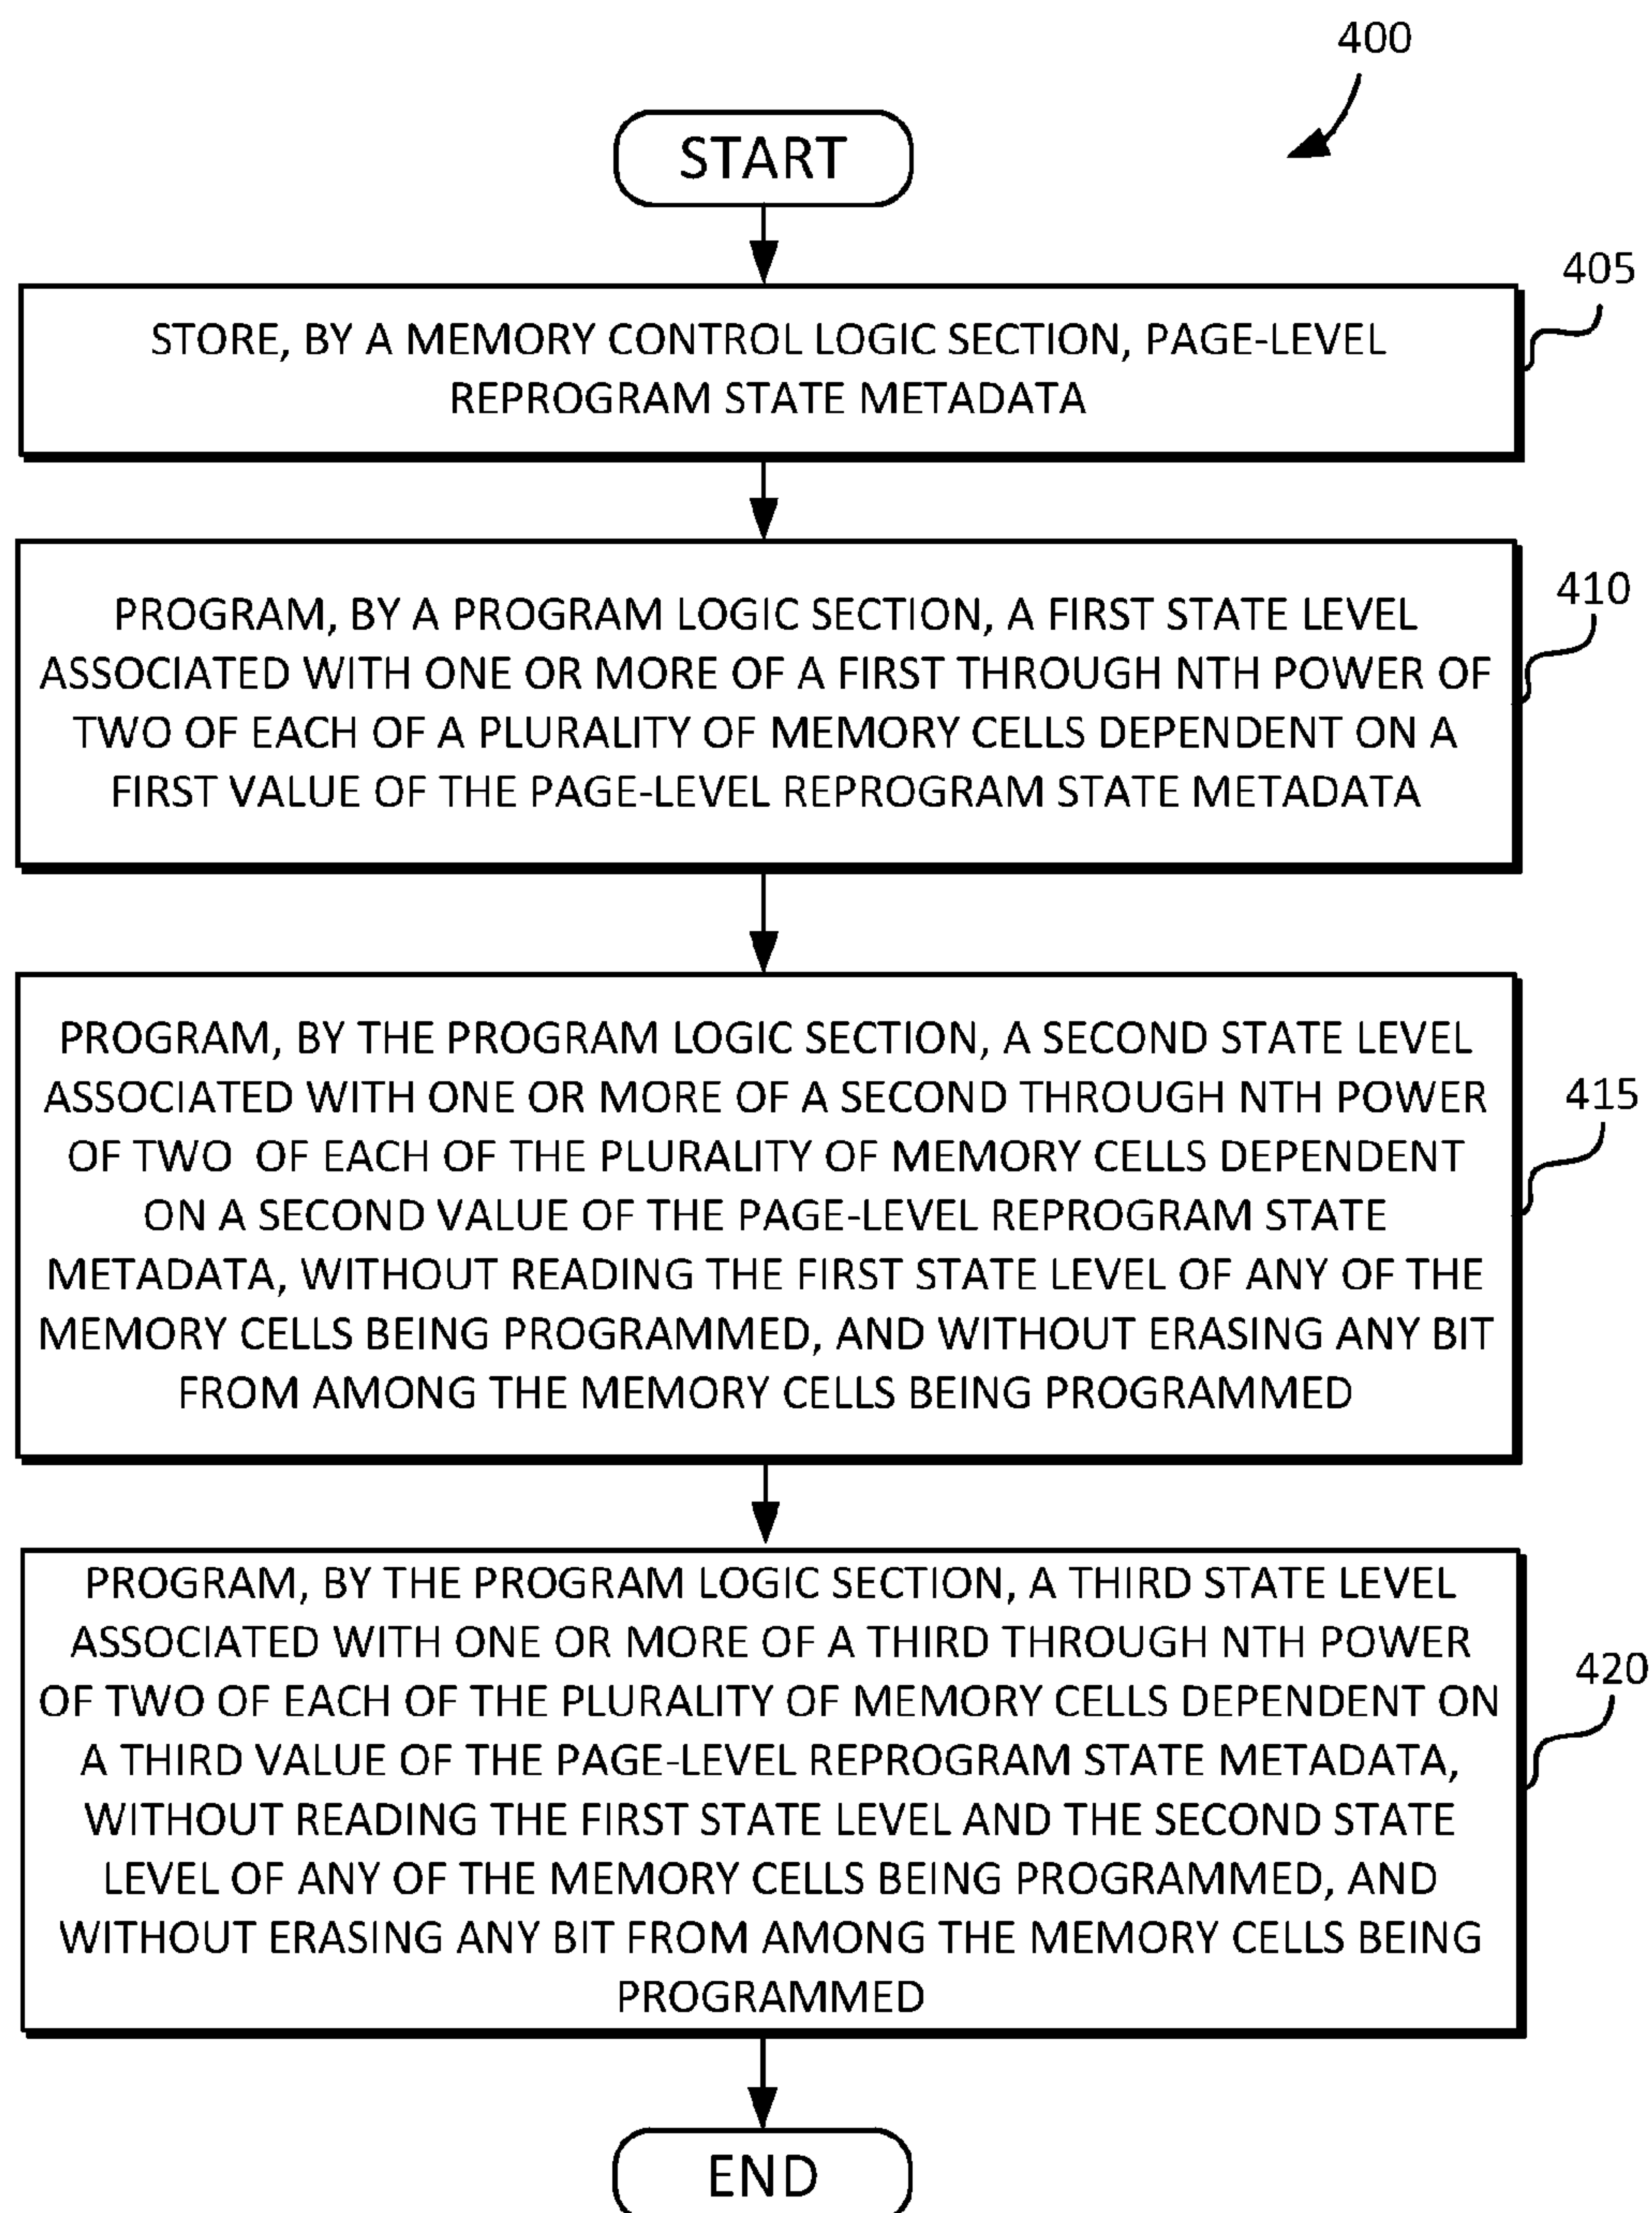 400
START
405
STORE, BY A MEMORY CONTROL LOGIC SECTION, PAGE-LEVEL
REPROGRAM STATE METADATA
410
PROGRAM, BY A PROGRAM LOGIC SECTION, A FIRST STATE LEVEL
ASSOCIATED WITH ONE OR MORE OF A FIRST THROUGH NTH POWER OF
TWO OF EACH OF A PLURALITY OF MEMORY CELLS DEPENDENT ON A
FIRST VALUE OF THE PAGE-LEVEL REPROGRAM STATE METADATA
415
PROGRAM, BY THE PROGRAM LOGIC SECTION, A SECOND STATE LEVEL
ASSOCIATED WITH ONE OR MORE OF A SECOND THROUGH NTH POWER
OF TWO OF EACH OF THE PLURALITY OF MEMORY CELLS DEPENDENT
ON A SECOND VALUE OF THE PAGE-LEVEL REPROGRAM STATE
METADATA, WITHOUT READING THE FIRST STATE LEVEL OF ANY OF THE
MEMORY CELLS BEING PROGRAMMED, AND WITHOUT ERASING ANY BIT
FROM AMONG THE MEMORY CELLS BEING PROGRAMMED
420
PROGRAM, BY THE PROGRAM LOGIC SECTION, A THIRD STATE LEVEL
ASSOCIATED WITH ONE OR MORE OF A THIRD THROUGH NTH POWER
OF TWO OF EACH OF THE PLURALITY OF MEMORY CELLS DEPENDENT ON
A THIRD VALUE OF THE PAGE-LEVEL REPROGRAM STATE METADATA,
WITHOUT READING THE FIRST STATE LEVEL AND THE SECOND STATE
LEVEL OF ANY OF THE MEMORY CELLS BEING PROGRAMMED, AND
WITHOUT ERASING ANY BIT FROM AMONG THE MEMORY CELLS BEING
PROGRAMMED
END